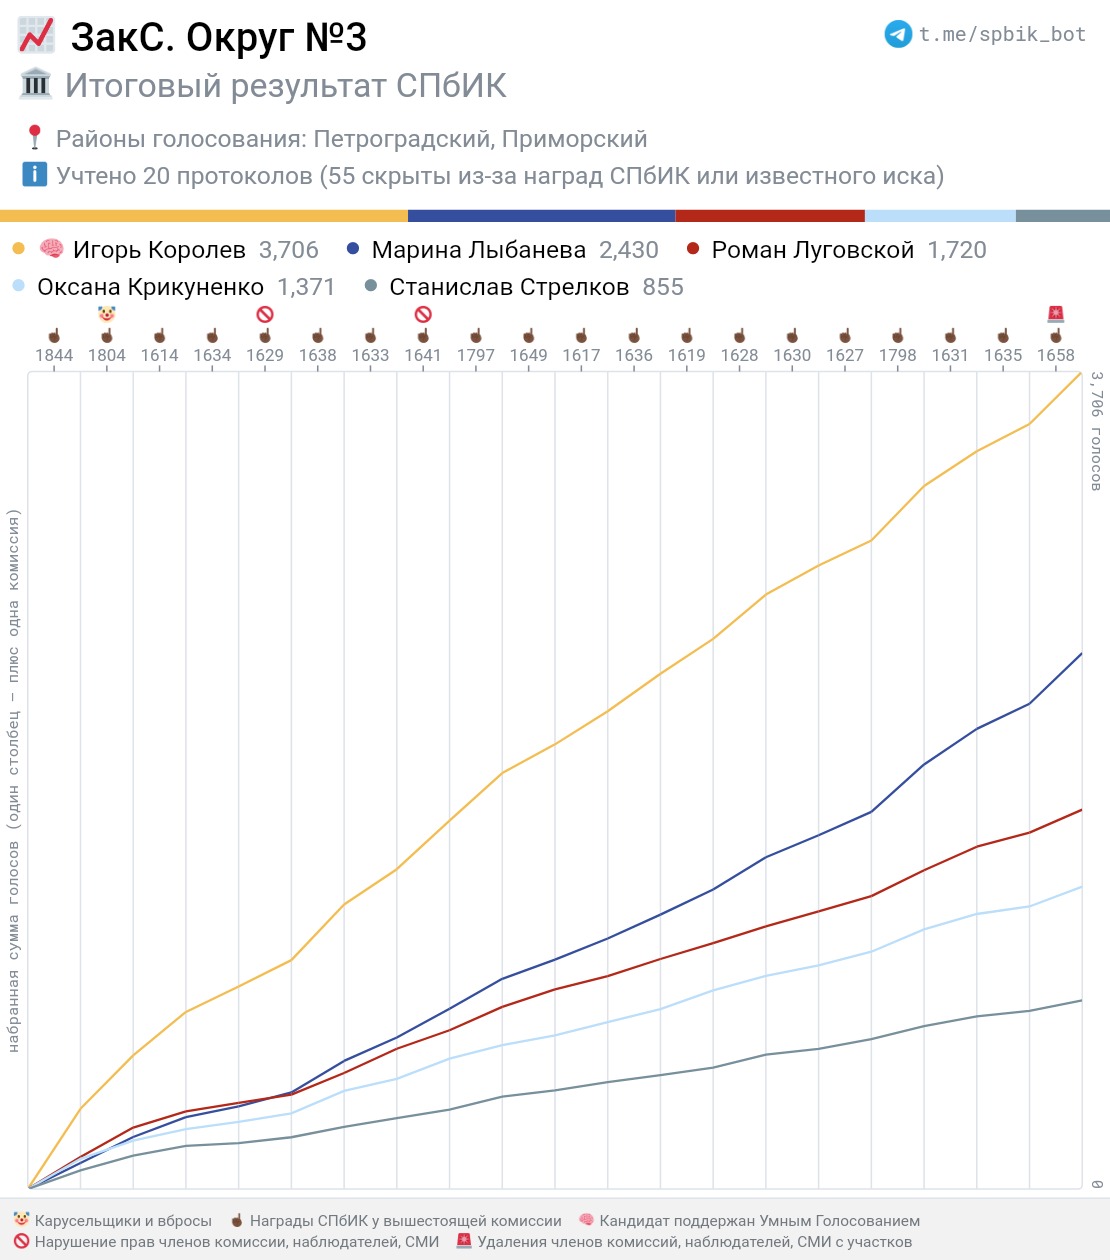 ЗакС. Округ №3
t.me/spbik_bot
Итоговый результат СПбИК
Районы голосования: Петроградский, Приморский
Учтено 20 протоколов (55 скрыты из-за наград СПбИК или известного иска)
Игорь Королев 3,706 Марина Лыбанева 2,430 Роман Луговской 1,720
Оксана Крикуненко 1,371 Станислав Стрелков 855
1844 1804 1614 1634 1629 1638 1633 1641 1797 1649 1617 1636 1619 1628 1630 1627 1798 1631 1635 1658
3,706 голосов
набранная сумма голосов (один столбец – плюс одна комиссия)
0
Карусельщики и вбросы Награды СПбИК у вышестоящей комиссии Кандидат поддержан Умным Голосованием
Нарушение прав членов комиссии, наблюдателей, СМИ Удаления членов комиссий, наблюдателей, СМИ с участков